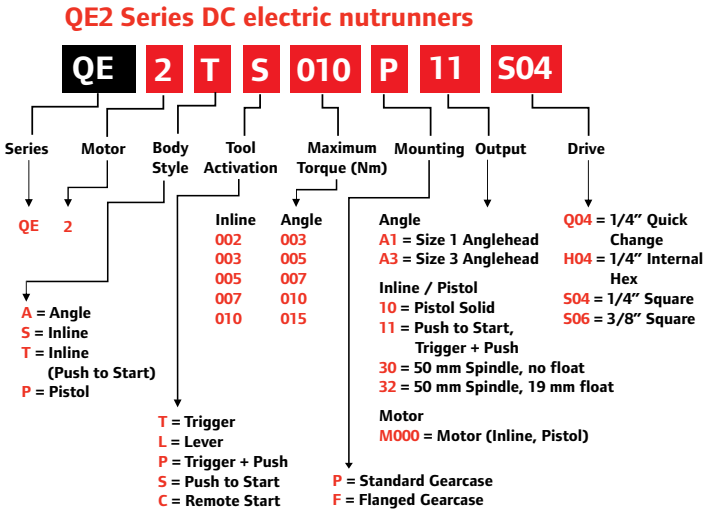 QE2 Series DC electric nutrunners
QE 2 T S 010 P 11 S04
Series Motor Body Style Tool Activation Maximum Torque (Nm) Mounting Output Drive
QE 2
A = Angle
S = Inline
T = Inline
(Push to Start)
P = Pistol
T = Trigger
L = Lever
P = Trigger + Push
S = Push to Start
C = Remote Start
Inline Angle
002 003
003 005
005 007
007 010
010 015
P = Standard Gearcase
F = Flanged Gearcase
Angle
A1 = Size 1 Anglehead
A3 = Size 3 Anglehead
Inline / Pistol
10 = Pistol Solid
11 = Push to Start,
Trigger + Push
30 = 50 mm Spindle, no float
32 = 50 mm Spindle, 19 mm float
Motor
M000 = Motor (Inline, Pistol)
Q04 = 1/4″ Quick
Change
H04 = 1/4″ Internal
Hex
S04 = 1/4″ Square
S06 = 3/8″ Square